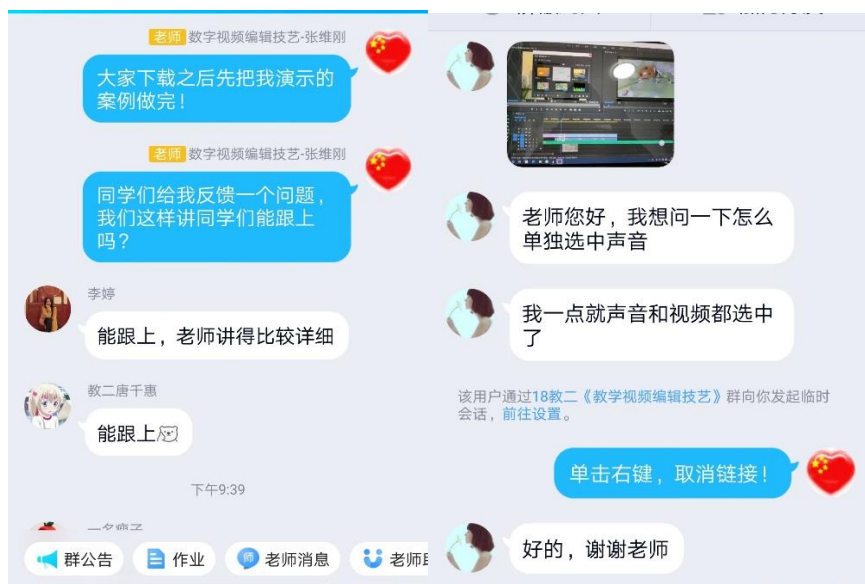 老师 数字视频编辑技艺-张维刚
大家下载之后先把我演示的
案例做完！
老师 数字视频编辑技艺-张维刚
同学们给我反馈一个问题，
我们这样讲同学们能跟上
吗？
李婷
能跟上，老师讲得比较详细
教二唐千惠
能跟上
下午9:39
群公告
作业
师 老师消息
老师
老师您好，我想问一下怎么
单独选中声音
我一点就声音和视频都选中
了
该用户通过18教二《教学视频编辑技艺》群向你发起临时
会话，前往设置。
单击右键，取消链接！
好的，谢谢老师